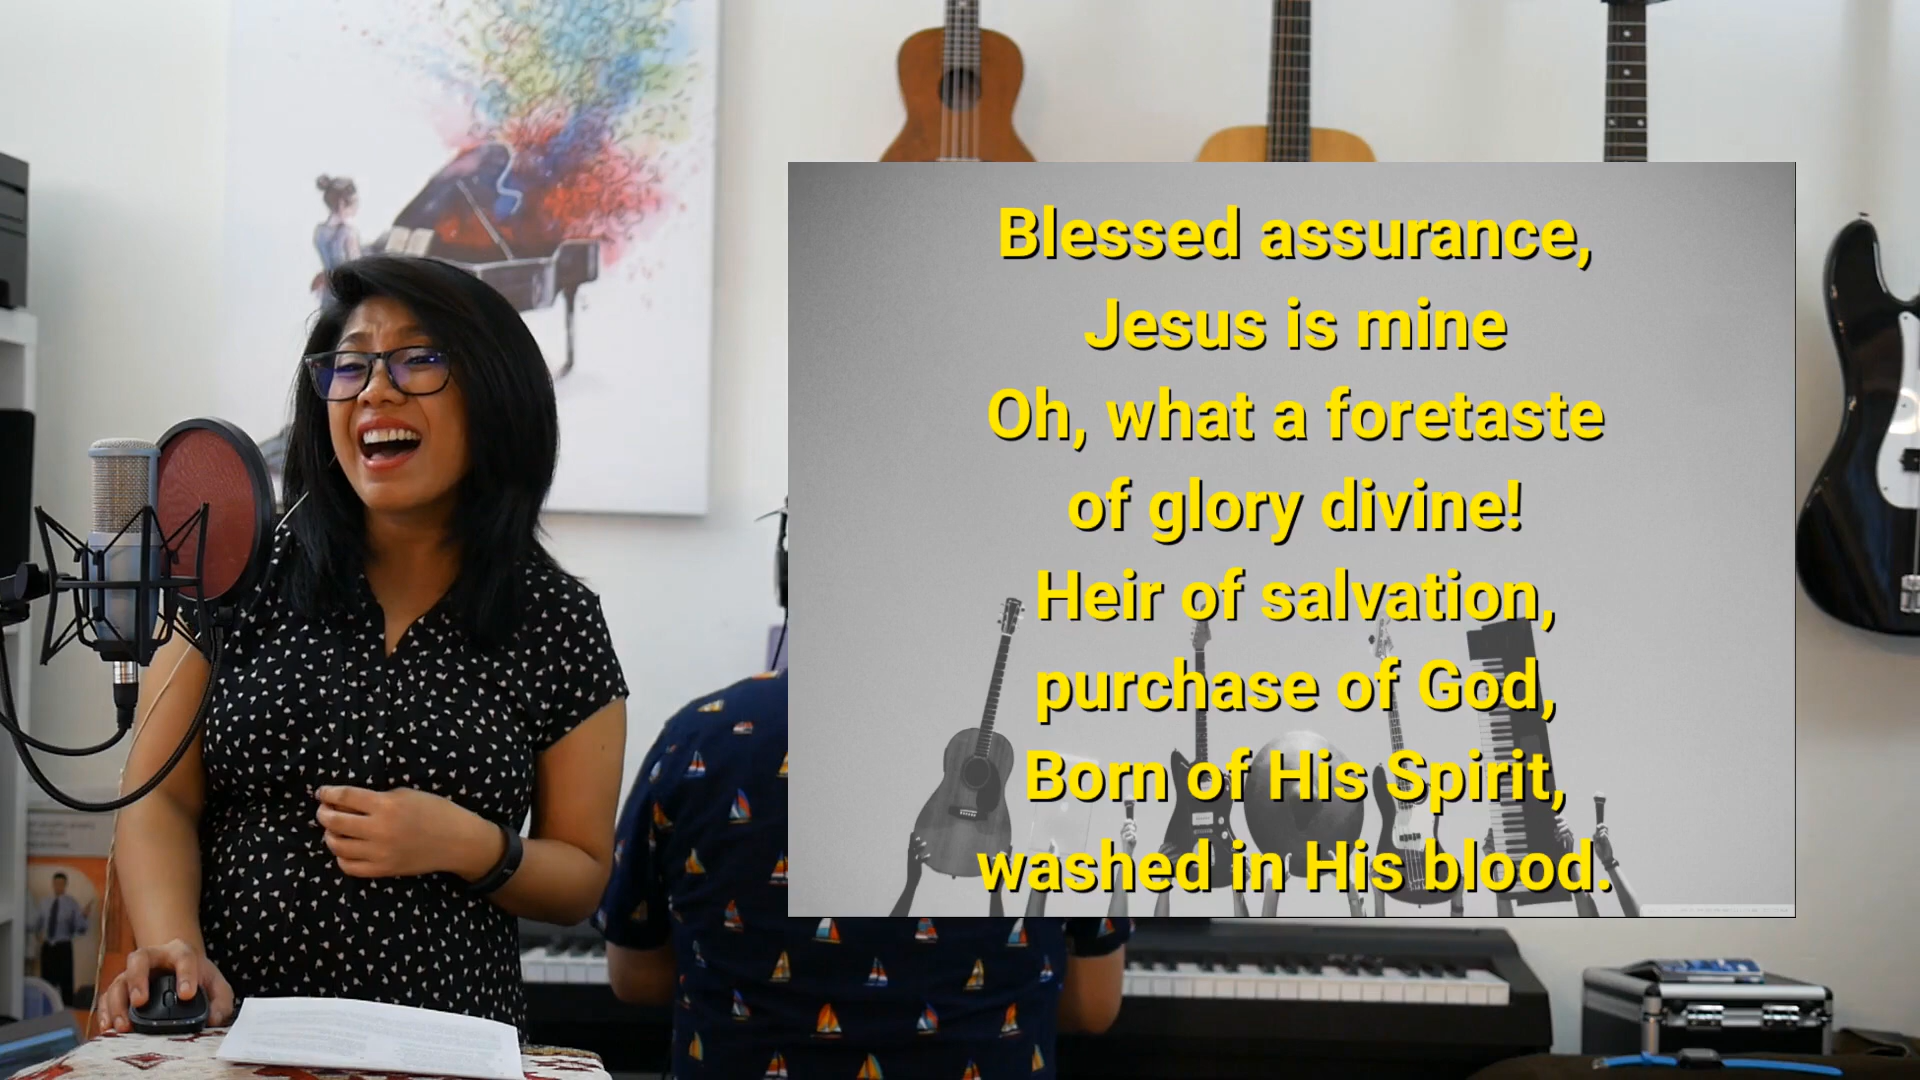 Blessed assurance,
Jesus is mine
Oh, what a foretaste
of glory divine!
Heir of salvation,
purchase of God,
Born of His Spirit,
washed in His blood.